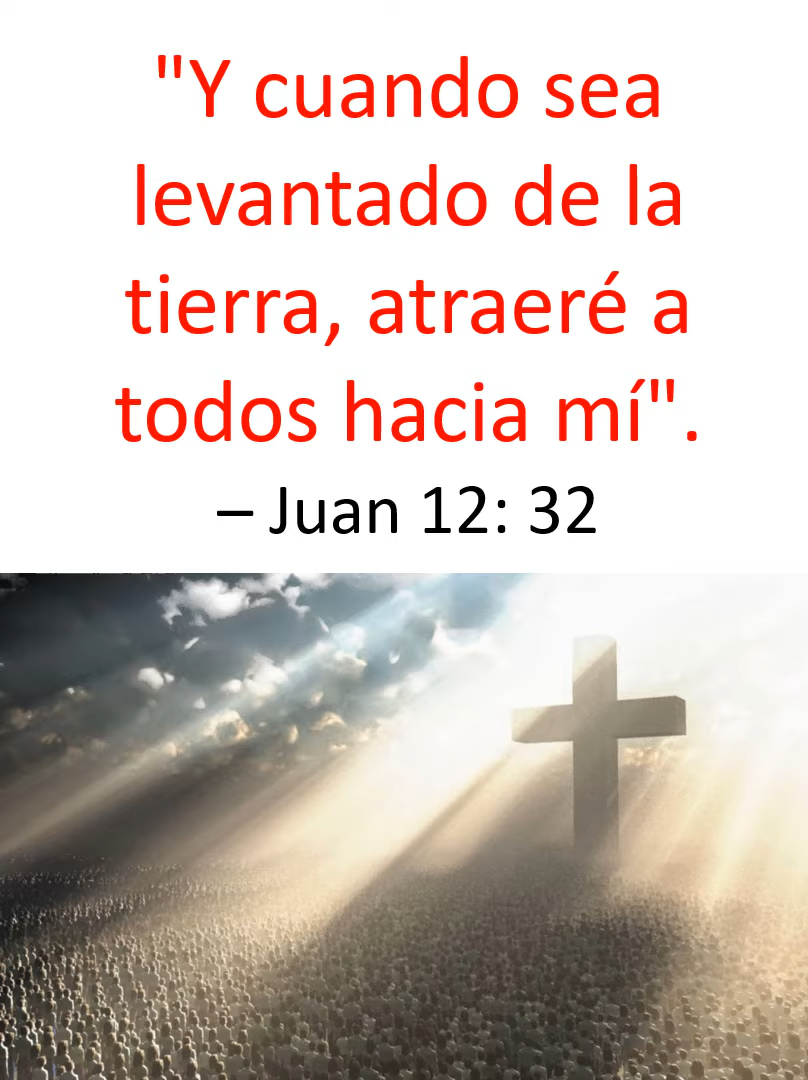 "Y cuando sea
levantado de la
tierra, atraeré a
todos hacia mí".
– Juan 12: 32